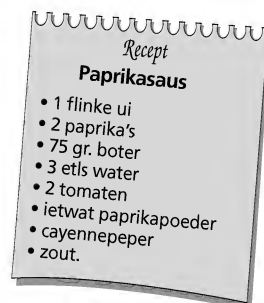 Recept
Paprikasaus
• 1 flinke ui
• 2 paprika's
• 75 gr. boter
• 3 etls water
• 2 tomaten
• ietwat paprikapoeder
• cayennepeper
• zout.